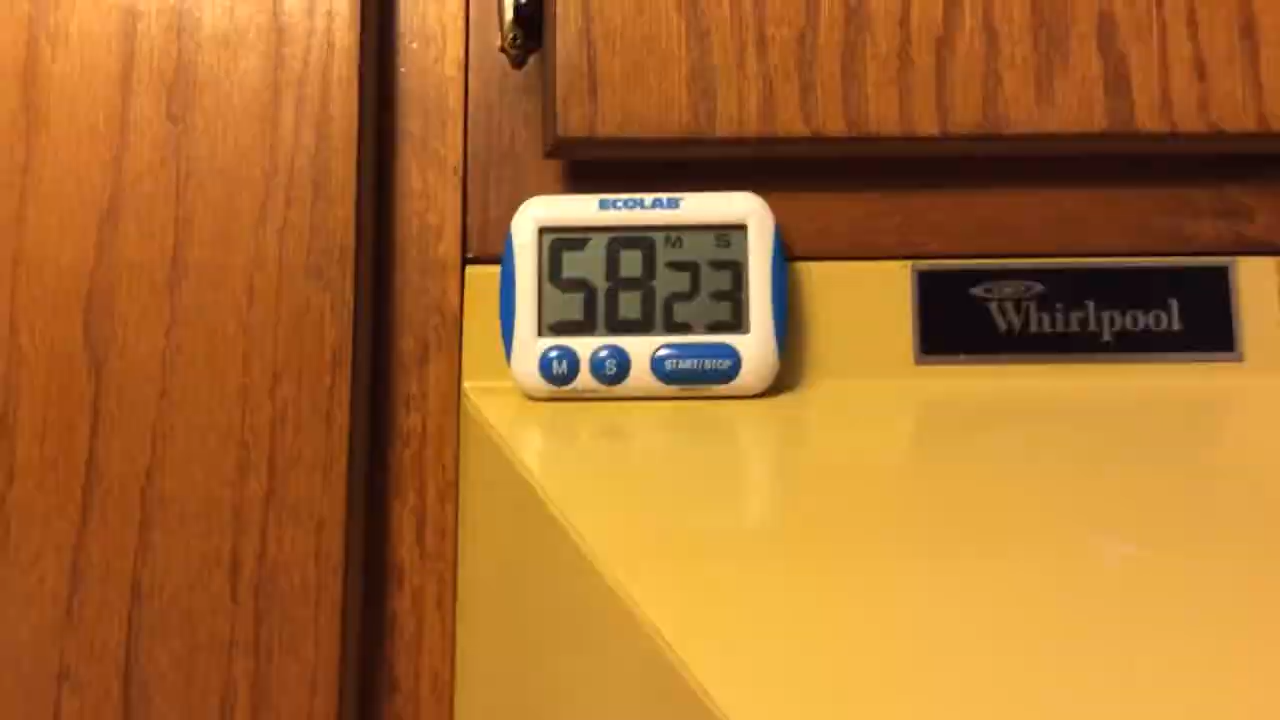 ECOLAB
M S
58 23
M S START/STOP
Whirlpool